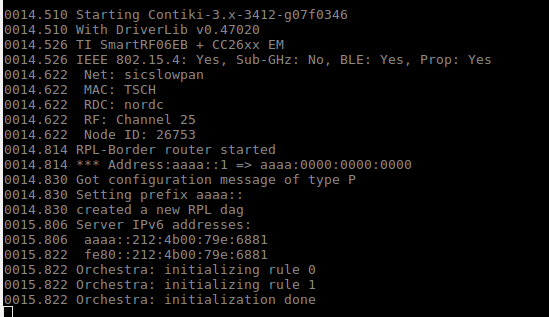 0014.510 Starting Contiki-3.x-3412-g07f0346
0014.510 With DriverLib v0.47020
0014.526 TI SmartRF06EB + CC26xx EM
0014.526 IEEE 802.15.4: Yes, Sub-GHz: No, BLE: Yes, Prop: Yes
0014.622  Net: sicslowpan
0014.622  MAC: TSCH
0014.622  RDC: nordc
0014.622  RF: Channel 25
0014.622  Node ID: 26753
0014.814 RPL-Border router started
0014.814 *** Address:aaaa::1 => aaaa:0000:0000:0000
0014.830 Got configuration message of type P
0014.830 Setting prefix aaaa::
0014.830 created a new RPL dag
0015.806 Server IPv6 addresses:
0015.806  aaaa::212:4b00:79e:6881
0015.822  fe80::212:4b00:79e:6881
0015.822 Orchestra: initializing rule 0
0015.822 Orchestra: initializing rule 1
0015.822 Orchestra: initialization done